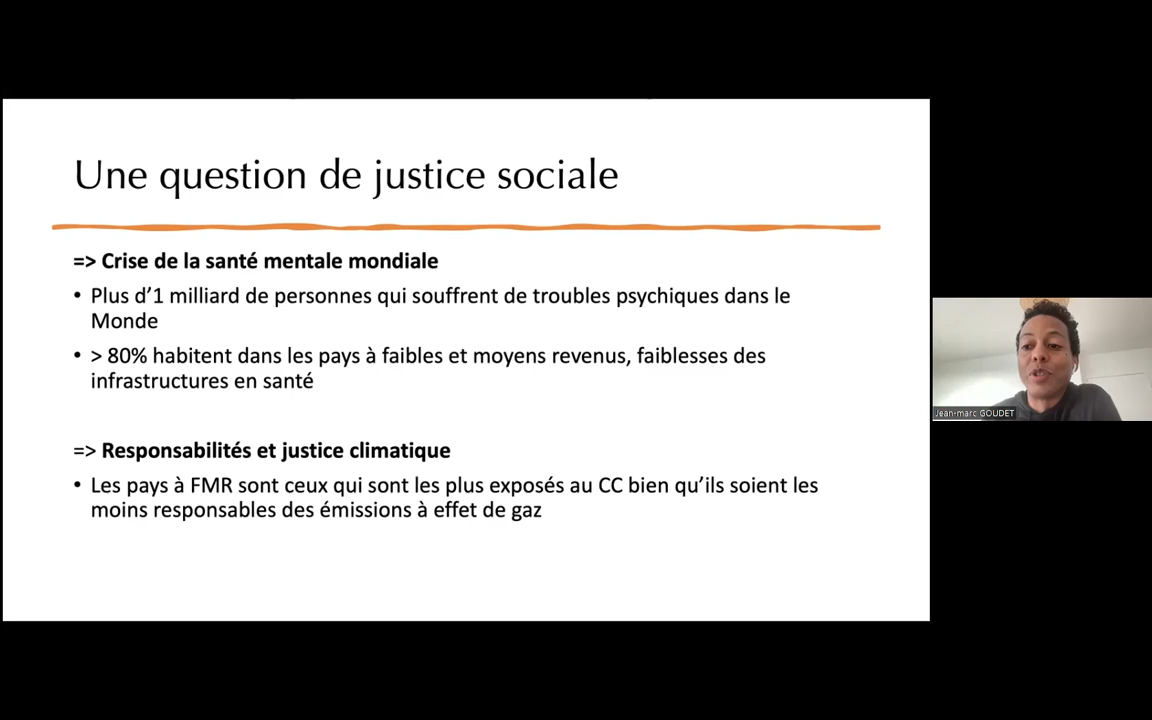 Une question de justice sociale
=> Crise de la santé mentale mondiale
• Plus d’1 milliard de personnes qui souffrent de troubles psychiques dans le
Monde
• > 80% habitent dans les pays à faibles et moyens revenus, faiblesses des
infrastructures en santé
=> Responsabilités et justice climatique
• Les pays à FMR sont ceux qui sont les plus exposés au CC bien qu’ils soient les
moins responsables des émissions à effet de gaz
Jean-marc GOUDET